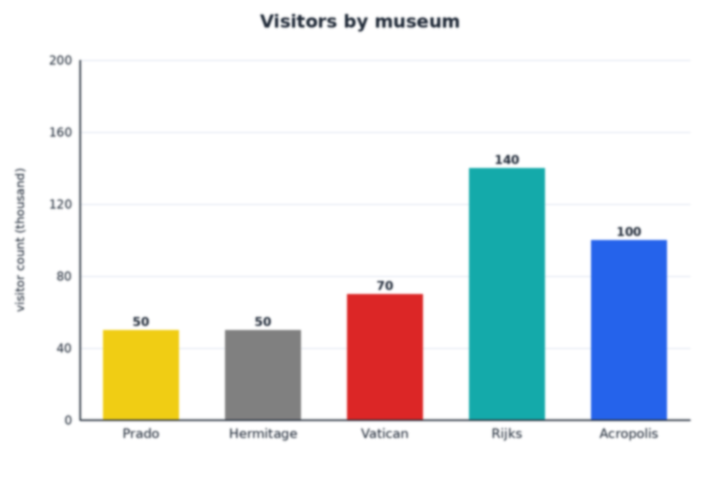 Visitors by museum
visitor count (thousand)
200
160
120
80
40
0
50
50
70
140
100
Prado
Hermitage
Vatican
Rijks
Acropolis